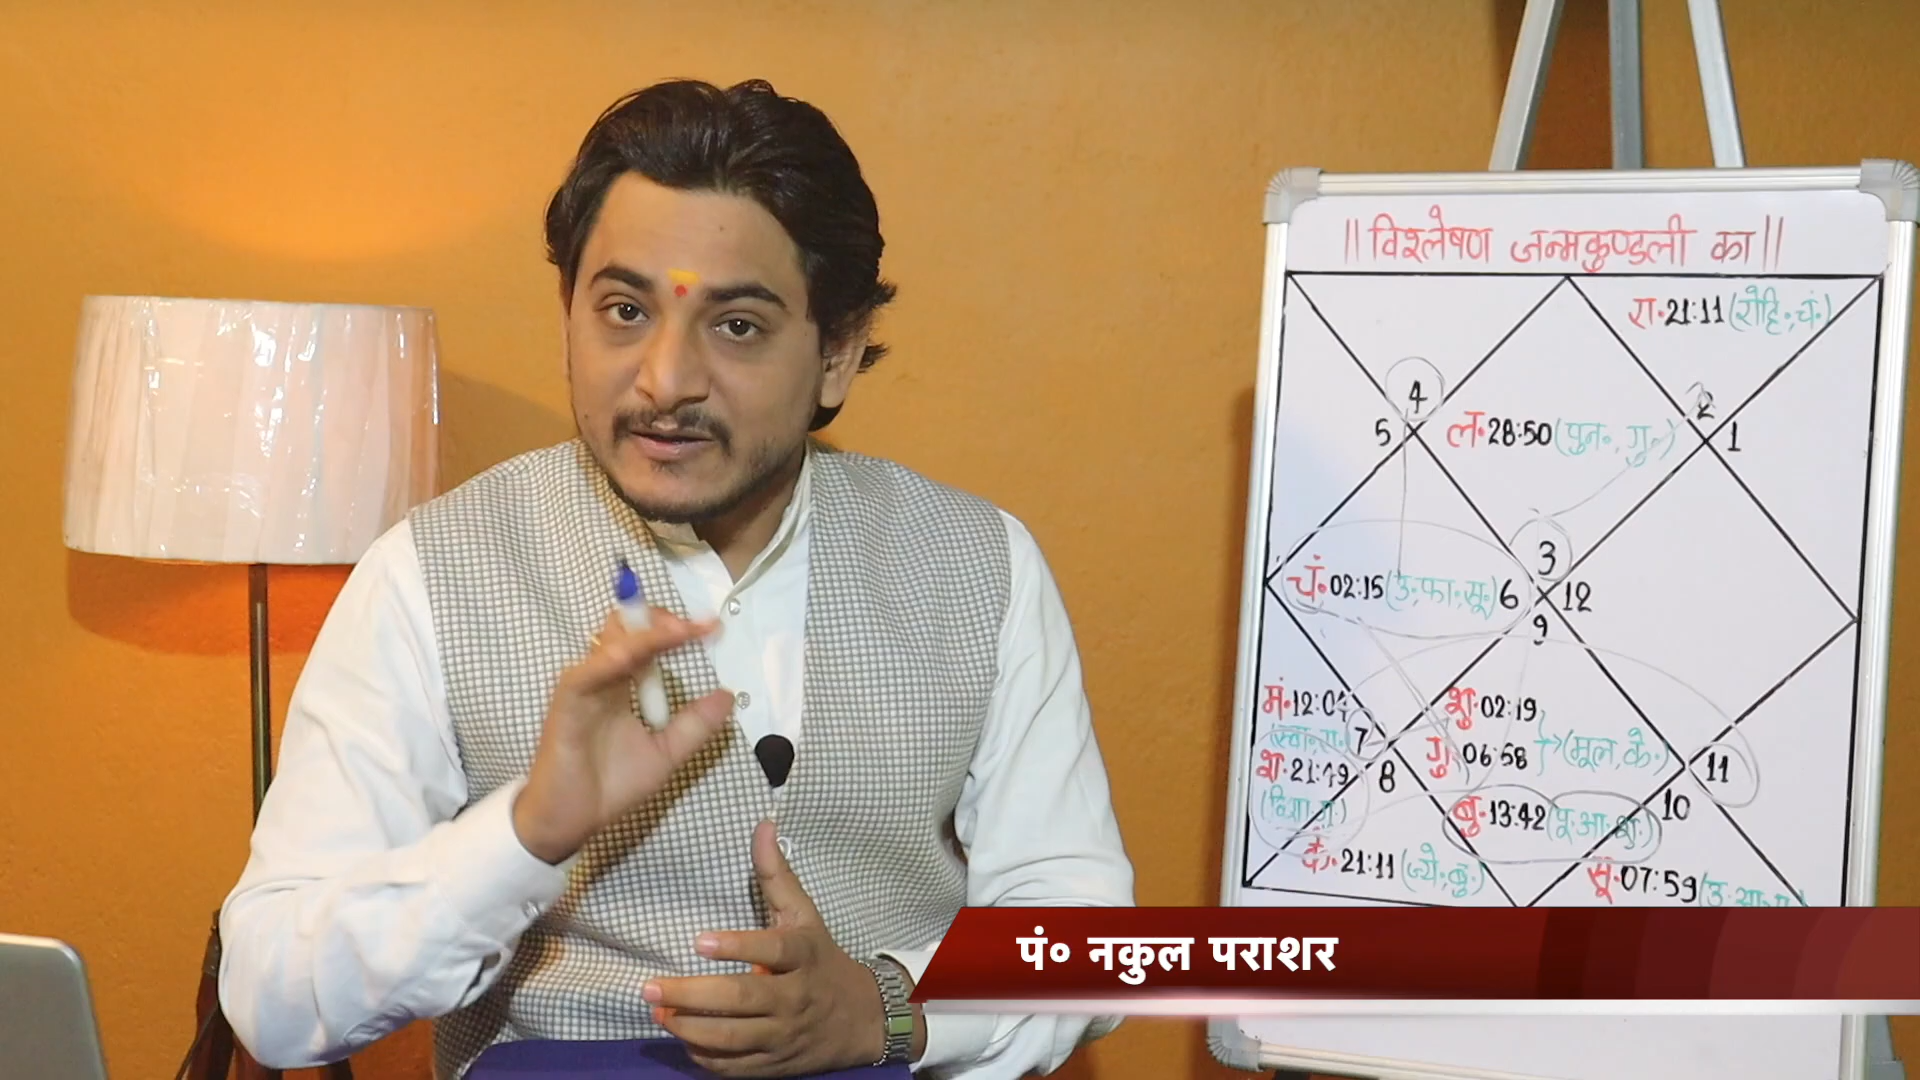 ||विश्लेषण जन्मकुण्डली का||
रा॰21:11(रोहि॰,चं॰)
4
2
5
ल॰28:50(पुन॰,गु॰)
1
3
चं॰02:15(उ॰फा॰,सू॰)6
12
9
मं॰12:04
शु॰02:19
(स्वा॰,रा॰)
7
गु॰06:58
(मूल,के॰)
श॰21:49
8
11
(विशा॰,गु॰)
बु॰13:42(पू॰आ॰शु॰)
10
के॰21:11(ज्ये॰,बु॰)
सू॰07:59
पं॰ नकुल पराशर